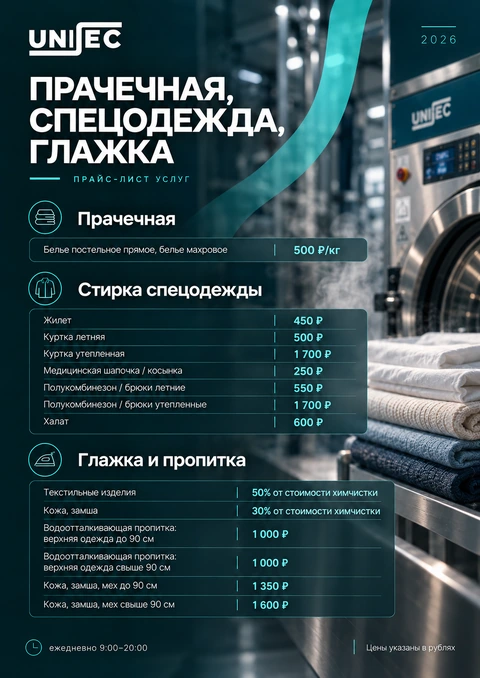 UNISEC
2026
ПРАЧЕЧНАЯ,
СПЕЦОДЕЖДА,
ГЛАЖКА
ПРАЙС-ЛИСТ УСЛУГ
UNISEC
Прачечная
Белье постельное прямое, белье махровое 500 ₽/кг
Стирка спецодежды
Жилет 450 ₽
Куртка летняя 500 ₽
Куртка утепленная 1 700 ₽
Медицинская шапочка / косынка 250 ₽
Полукомбинезон / брюки летние 550 ₽
Полукомбинезон / брюки утепленные 1 700 ₽
Халат 600 ₽
Глажка и пропитка
Текстильные изделия 50% от стоимости химчистки
Кожа, замша 30% от стоимости химчистки
Водоотталкивающая пропитка:
верхняя одежда до 90 см 1 000 ₽
Водоотталкивающая пропитка:
верхняя одежда свыше 90 см 1 000 ₽
Кожа, замша, мех до 90 см 1 350 ₽
Кожа, замша, мех свыше 90 см 1 600 ₽
ежедневно 9:00–20:00
Цены указаны в рублях